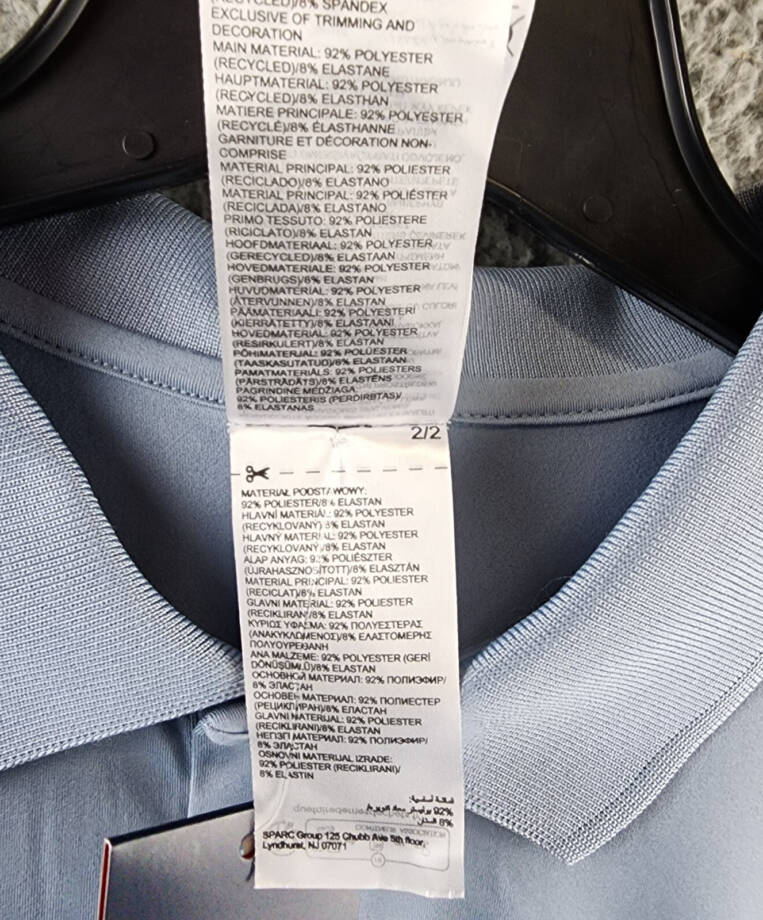 (RECYCLED)/8% SPANDEX
EXCLUSIVE OF TRIMMING AND
DECORATION
MAIN MATERIAL: 92% POLYESTER
(RECYCLED)/8% ELASTANE
HAUPTMATERIAL: 92% POLYESTER
(RECYCLED)/8% ELASTHAN
MATIERE PRINCIPALE: 92% POLYESTER
(RECYCLÉ)/8% ÉLASTHANNE
GARNITURE ET DÉCORATION NON-
COMPRISE
MATERIAL PRINCIPAL: 92% POLIESTER
(RECICLADO)/8% ELASTANO
MATERIAL PRINCIPAL: 92% POLIÉSTER
(RECICLADA)/8% ELASTANO
PRIMO TESSUTO: 92% POLIESTERE
(RICICLATO)/8% ELASTAN
HOOFDMATERIAAL: 92% POLYESTER
(GERECYCLED)/8% ELASTAAN
HOVEDMATERIALE: 92% POLYESTER
(GENBRUGS)/8% ELASTAN
HUVUDMATERIAL: 92% POLYESTER
(ÅTERVUNNEN)/8% ELASTAN
PÄÄMATERIAALI: 92% POLYESTERI
(KIERRÄTETTY)/8% ELASTAANI
HOVEDMATERIAL: 92% POLYESTER
(RESIRKULERT)/8% ELASTAN
PÕHIMATERJAL: 92% POLÜESTER
(TAASKASUTATUD)/8% ELASTAAN
PAMATMATERIĀLS: 92% POLIESTERS
(PĀRSTRĀDĀTS)/8% ELASTĒNS
PAGRINDINĖ MEDŽIAGA:
92% POLIESTERIS (PERDIRBTAS)/
8% ELASTANAS
2/2
MATERIAŁ PODSTAWOWY:
92% POLIESTER/8% ELASTAN
HLAVNÍ MATERIÁL: 92% POLYESTER
(RECYKLOVANÝ) 8% ELASTAN
HLAVNÝ MATERIÁL: 92% POLYESTER
(RECYKLOVANÝ)/8% ELASTAN
ALAP ANYAG: 92% POLIÉSZTER
(ÚJRAHASZNOSÍTOTT)/8% ELASZTÁN
MATERIAL PRINCIPAL: 92% POLIESTER
(RECICLAT)/8% ELASTAN
GLAVNI MATERIAL: 92% POLIESTER
(RECIKLIRAN)/8% ELASTAN
ΚΥΡΙΟΣ ΥΦΑΣΜΑ: 92% ΠΟΛΥΕΣΤΕΡΑΣ
(ΑΝΑΚΥΚΛΩΜΕΝΟΣ)/8% ΕΛΑΣΤΟΜΕΡΗΣ
ΠΟΛΥΟΥΡΕΘΑΝΗ
ANA MALZEME: 92% POLYESTER (GERİ
DÖNÜŞÜMLÜ)/8% ELASTAN
ОСНОВНОЙ МАТЕРИАЛ: 92% ПОЛИЭФИР/
8% ЭЛАСТАН
ОСНОВЕН МАТЕРИАЛ: 92% ПОЛИЕСТЕР
(РЕЦИКЛИРАН)/8% ЕЛАСТАН
GLAVNI MATERIJAL: 92% POLIESTER
(RECIKLIRANI)/8% ELASTAN
НЕГІЗГІ МАТЕРИАЛ: 92% ПОЛИЭФИР/
8% ЭЛАСТАН
OSNOVNI MATERIJAL IZRADE:
92% POLIESTER (RECIKLIRANI)/
8% ELASTIN
92%
8%
SPARC Group 125 Chubb Ave 5th floor,
Lyndhurst, NJ 07071